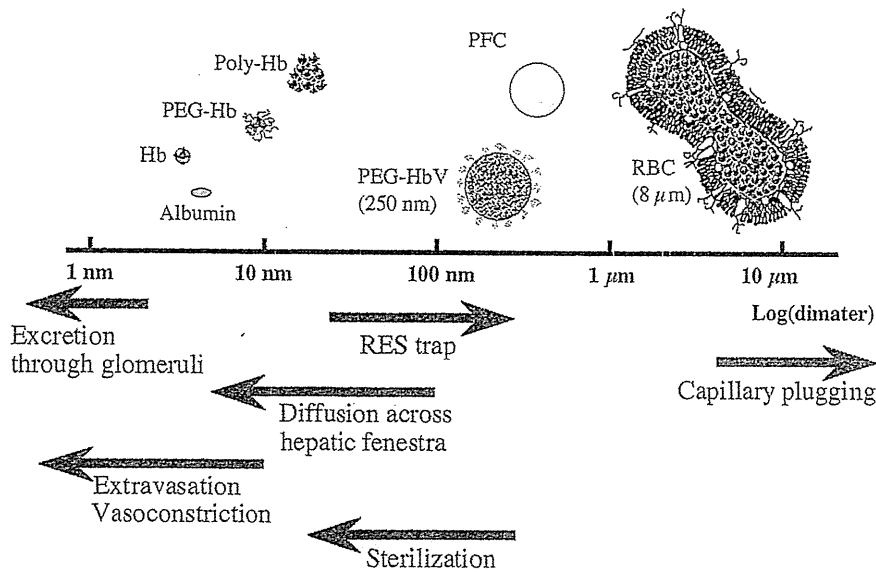 PFC
Poly-Hb
PEG-Hb
Hb
Albumin
PEG-HbV
(250 nm)
RBC
(8 μm)
1 nm
10 nm
100 nm
1 μm
10 μm
Log(dimater)
Excretion
through glomeruli
RES trap
Capillary plugging
Diffusion across
hepatic fenestra
Extravasation
Vasoconstriction
Sterilization